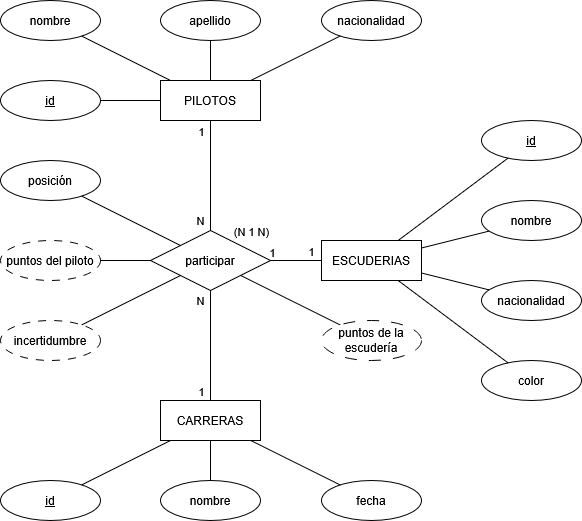 nombre
apellido
nacionalidad
id
PILOTOS
1
id
posición
N
(N 1 N)
nombre
puntos del piloto
participar
1
1
ESCUDERIAS
N
nacionalidad
incertidumbre
puntos de la
escudería
color
1
CARRERAS
id
nombre
fecha